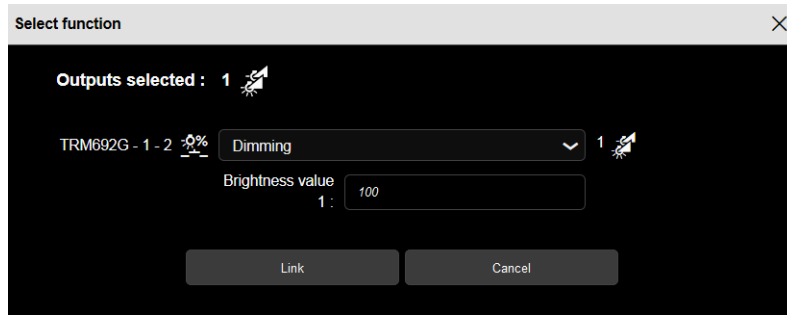 Select function
Outputs selected : 1
TRM692G - 1 - 2 % Dimming 1
Brightness value
1 : 100
Link Cancel